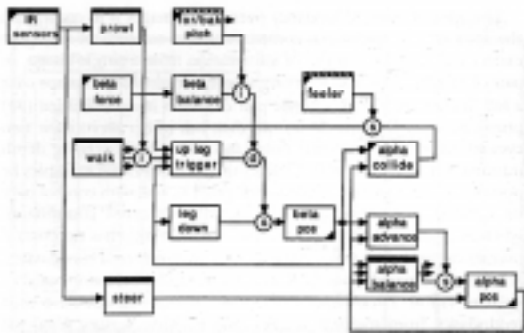 IR
sensors
prowl
for/bak
pitch
beta
force
beta
balance
i
feeler
s
walk
i
up leg
trigger
d
alpha
collide
leg
down
s
beta
pos
alpha
advance
alpha
balance
s
alpha
pos
steer